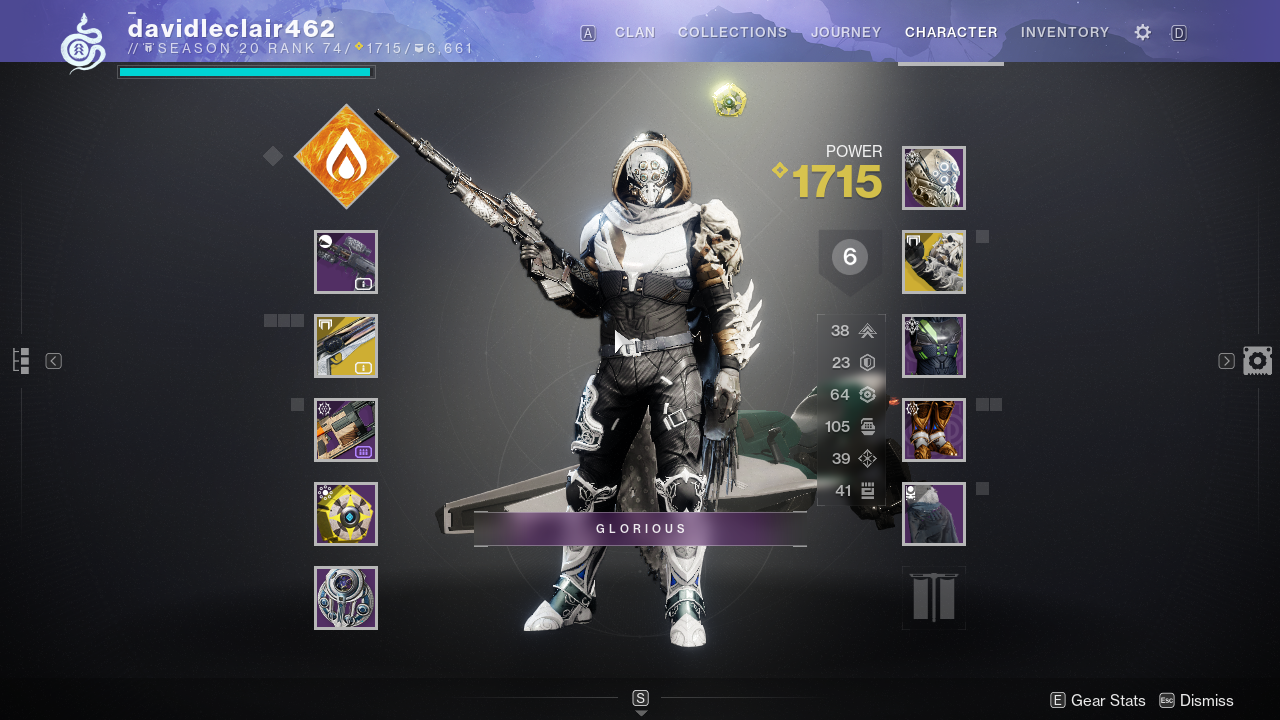 davidleclair462
// SEASON 20 RANK 74/ 1715/ 6,661
A CLAN COLLECTIONS JOURNEY CHARACTER INVENTORY D
POWER
1715
6
38
23
64
105
39
41
GLORIOUS
S
E Gear Stats Esc Dismiss